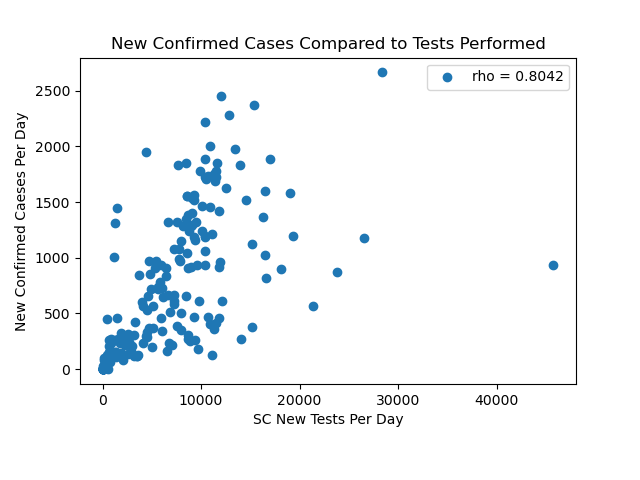 New Confirmed Cases Compared to Tests Performed
rho = 0.8042
New Confirmed Caeses Per Day
2500
2000
1500
1000
500
0
0 10000 20000 30000 40000
SC New Tests Per Day